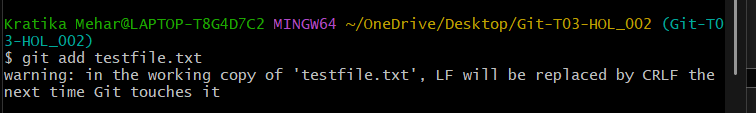 Kratika Mehar@LAPTOP-T8G4D7C2 MINGW64 ~/OneDrive/Desktop/Git-T03-HOL_002 (Git-T0
3-HOL_002)
$ git add testfile.txt
warning: in the working copy of 'testfile.txt', LF will be replaced by CRLF the
next time Git touches it